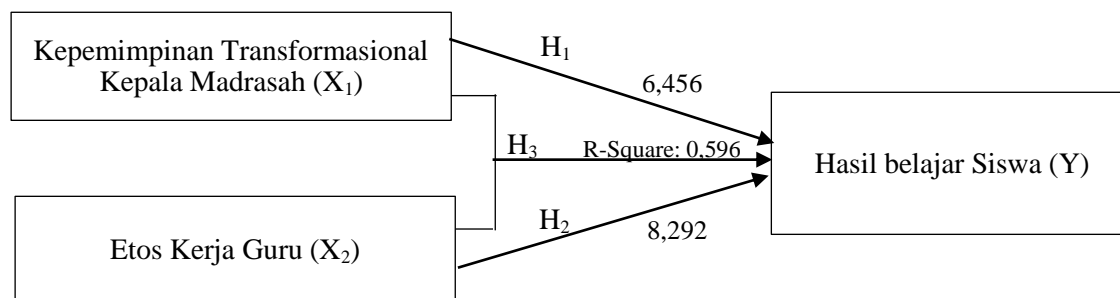 Kepemimpinan Transformasional
Kepala Madrasah (X₁)
H₁
6,456
H₃
R-Square: 0,596
Hasil belajar Siswa (Y)
H₂
8,292
Etos Kerja Guru (X₂)